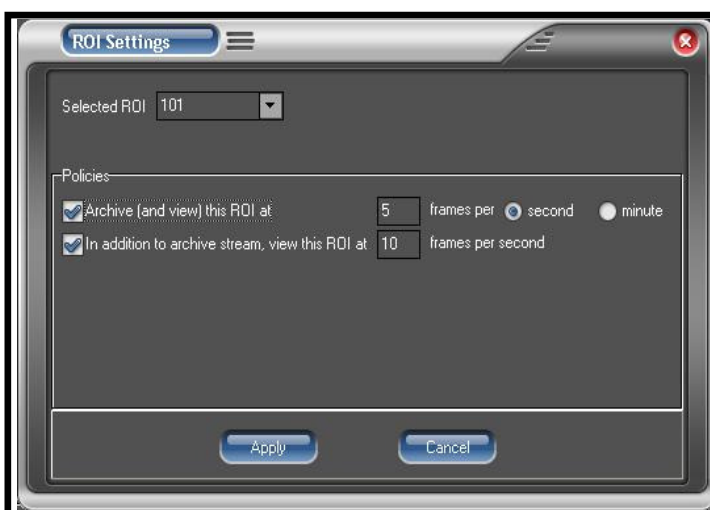 ROI Settings
Selected ROI 101
Policies
Archive (and view) this ROI at 5 frames per second minute
In addition to archive stream, view this ROI at 10 frames per second
Apply Cancel